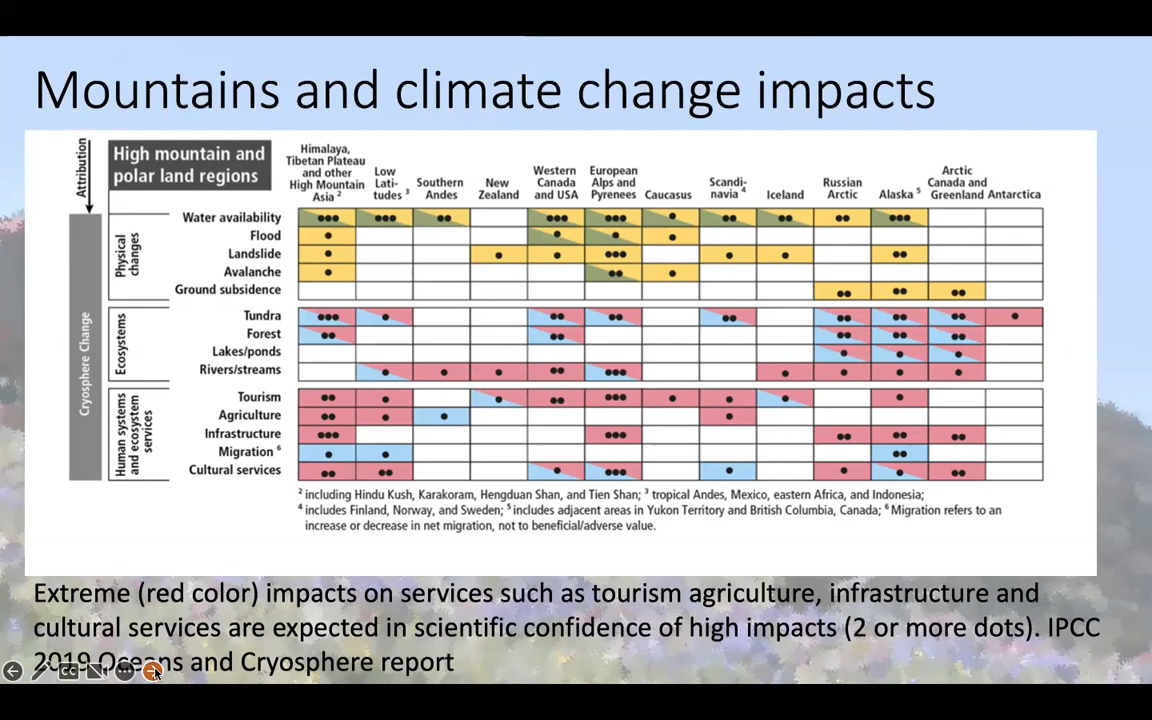 Mountains and climate change impacts
Attribution
High mountain and
polar land regions
Himalaya,
Tibetan Plateau
and other
High Mountain
Asia 2
Low
Lati-
tudes 3
Southern
Andes
New
Zealand
Western
Canada
and USA
European
Alps and
Pyrenees
Caucasus
Scandi-
navia 4
Iceland
Russian
Arctic
Alaska 5
Arctic
Canada and
Greenland
Antarctica
Cryosphere Change
Physical
changes
Water availability
Flood
Landslide
Avalanche
Ground subsidence
Ecosystems
Tundra
Forest
Lakes/ponds
Rivers/streams
Human systems
and ecosystem
services
Tourism
Agriculture
Infrastructure
Migration 6
Cultural services
2 including Hindu Kush, Karakoram, Hengduan Shan, and Tien Shan; 3 tropical Andes, Mexico, eastern Africa, and Indonesia;
4 includes Finland, Norway, and Sweden; 5 includes adjacent areas in Yukon Territory and British Columbia, Canada; 6 Migration refers to an
increase or decrease in net migration, not to beneficial/adverse value.
Extreme (red color) impacts on services such as tourism agriculture, infrastructure and
cultural services are expected in scientific confidence of high impacts (2 or more dots). IPCC
2019 Oceans and Cryosphere report
CC